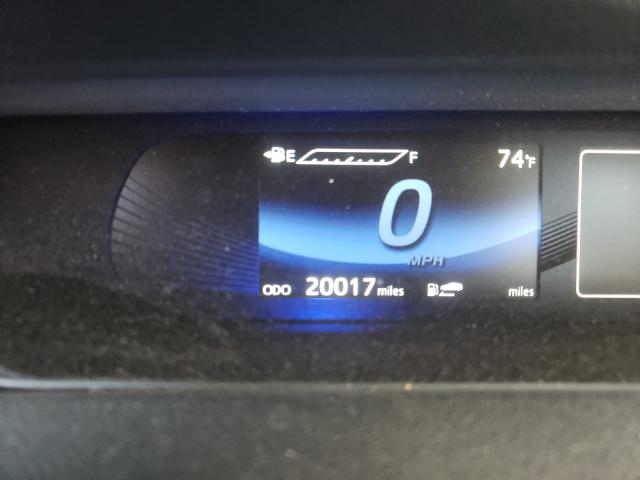 E F 74°F
0
MPH
ODO 20017 miles miles